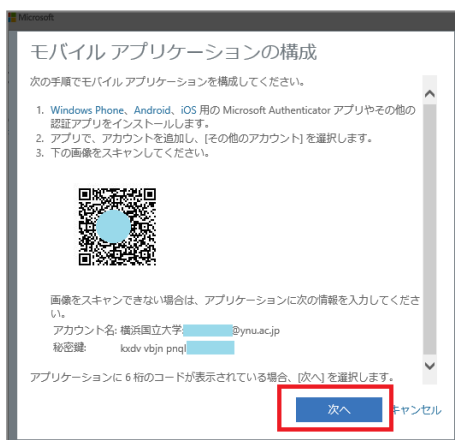 Microsoft
モバイル アプリケーションの構成
次の手順でモバイル アプリケーションを構成してください。
1. Windows Phone、Android、iOS 用の Microsoft Authenticator アプリやその他の
認証アプリをインストールします。
2. アプリで、アカウントを追加し、[その他のアカウント] を選択します。
3. 下の画像をスキャンしてください。
画像をスキャンできない場合は、アプリケーションに次の情報を入力してくださ
い。
アカウント名: 横浜国立大学: @ynu.ac.jp
秘密鍵: kxdv vbjn pnql
アプリケーションに 6 桁のコードが表示されている場合、[次へ] を選択します。
次へ
キャンセル